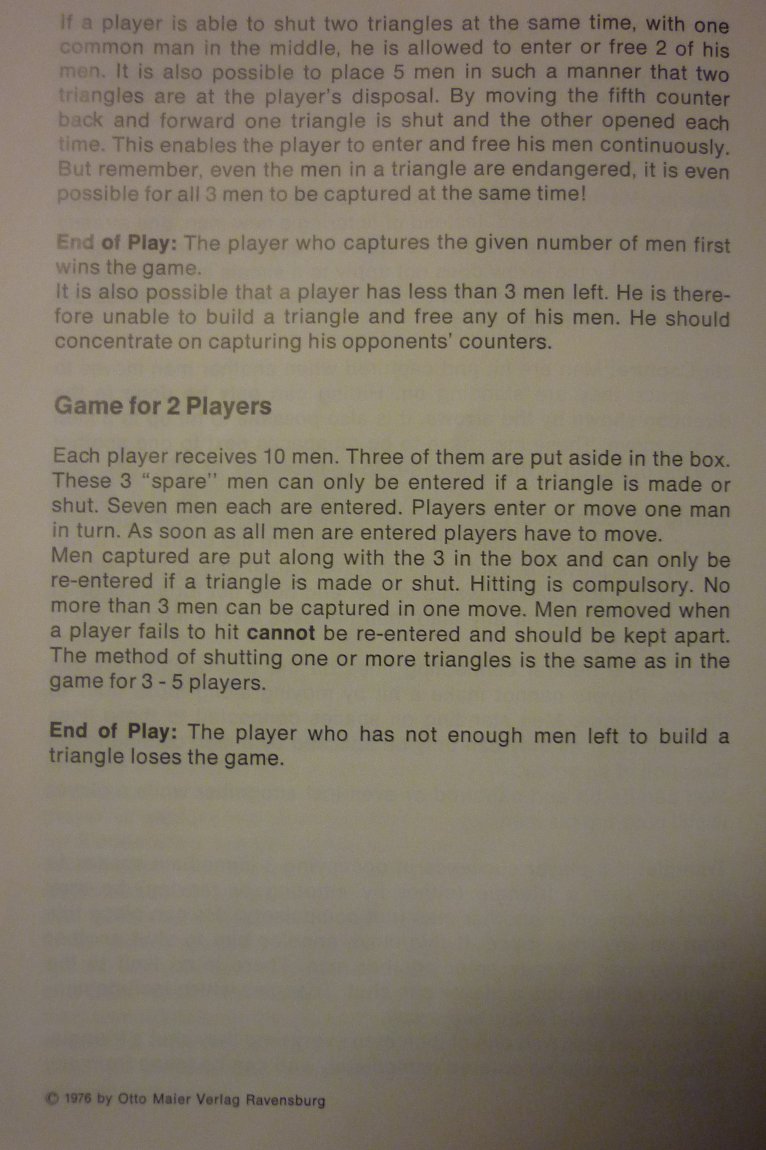 If a player is able to shut two triangles at the same time, with one
common man in the middle, he is allowed to enter or free 2 of his
men. It is also possible to place 5 men in such a manner that two
triangles are at the player's disposal. By moving the fifth counter
back and forward one triangle is shut and the other opened each
time. This enables the player to enter and free his men continuously.
But remember, even the men in a triangle are endangered, it is even
possible for all 3 men to be captured at the same time!
End of Play: The player who captures the given number of men first
wins the game.
It is also possible that a player has less than 3 men left. He is there-
fore unable to build a triangle and free any of his men. He should
concentrate on capturing his opponents' counters.
Game for 2 Players
Each player receives 10 men. Three of them are put aside in the box.
These 3 "spare" men can only be entered if a triangle is made or
shut. Seven men each are entered. Players enter or move one man
in turn. As soon as all men are entered players have to move.
Men captured are put along with the 3 in the box and can only be
re-entered if a triangle is made or shut. Hitting is compulsory. No
more than 3 men can be captured in one move. Men removed when
a player fails to hit cannot be re-entered and should be kept apart.
The method of shutting one or more triangles is the same as in the
game for 3 - 5 players.
End of Play: The player who has not enough men left to build a
triangle loses the game.
© 1976 by Otto Maier Verlag Ravensburg